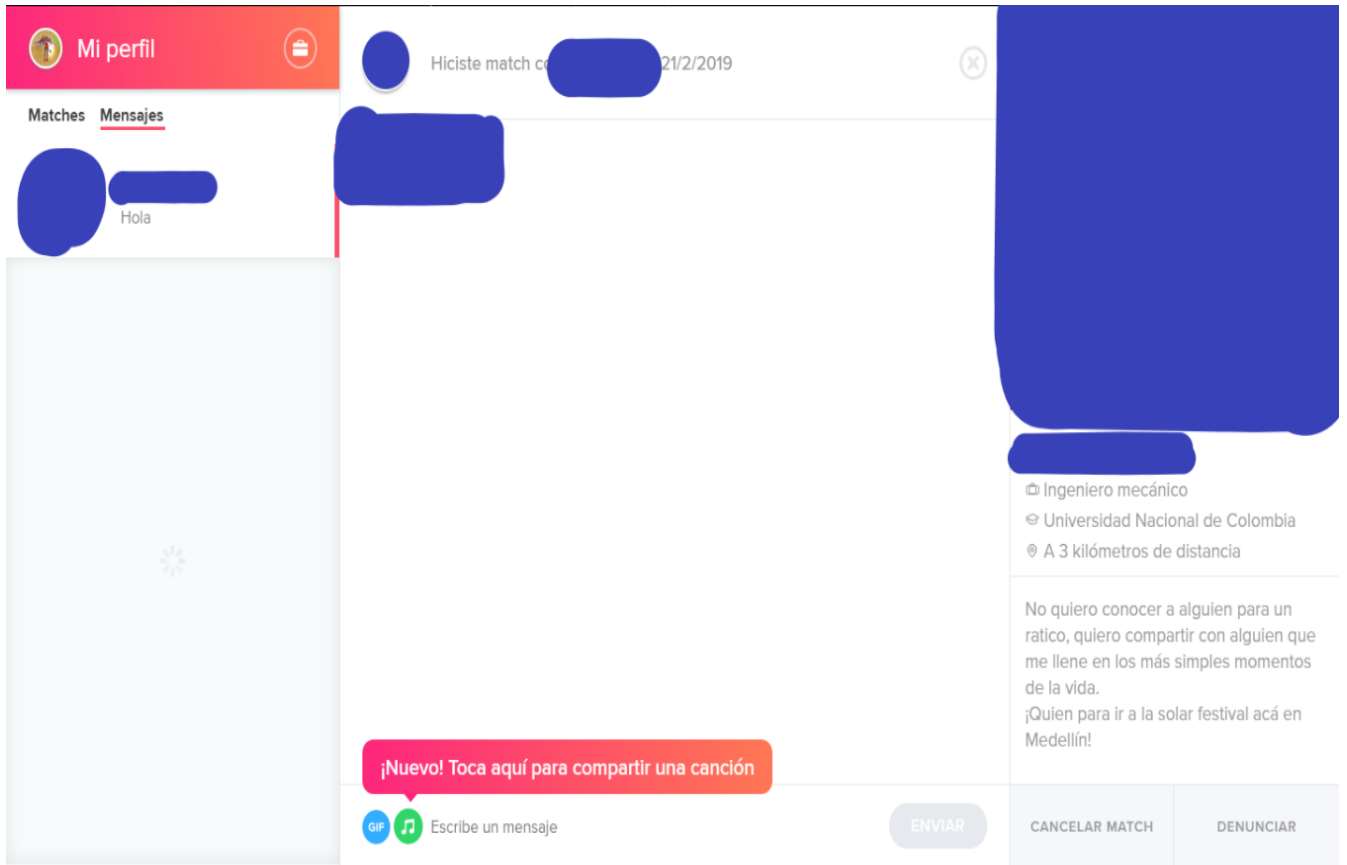 Mi perfil
Matches Mensajes
Hola
Hiciste match 21/2/2019
Ingeniero mecánico
Universidad Nacional de Colombia
A 3 kilómetros de distancia
No quiero conocer a alguien para un
ratico, quiero compartir con alguien que
me llene en los más simples momentos
de la vida.
¡Quien para ir a la solar festival acá en
Medellín!
¡Nuevo! Toca aquí para compartir una canción
GIF Escribe un mensaje
ENVIAR
CANCELAR MATCH DENUNCIAR